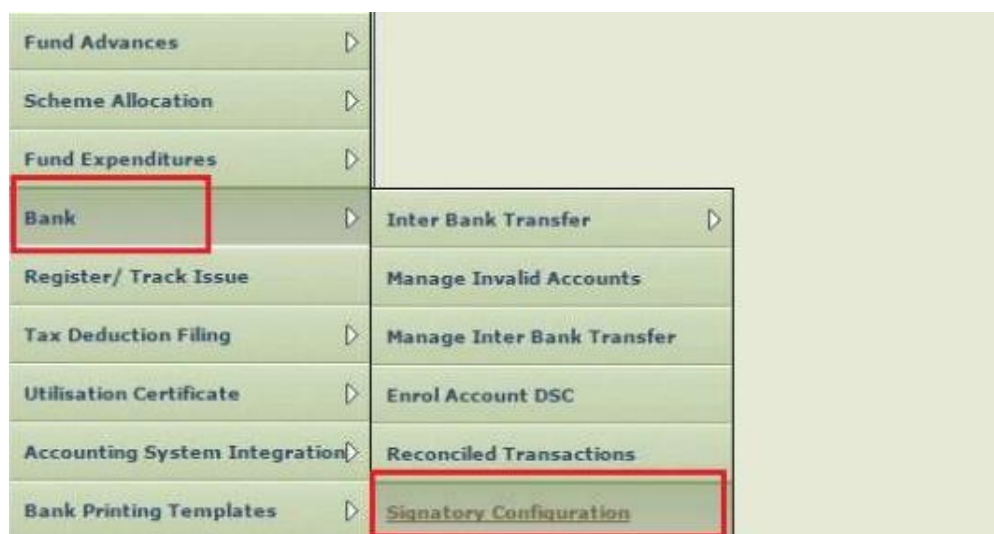 Fund Advances
Scheme Allocation
Fund Expenditures
Bank
Register/ Track Issue
Tax Deduction Filing
Utilisation Certificate
Accounting System Integration
Bank Printing Templates
Inter Bank Transfer
Manage Invalid Accounts
Manage Inter Bank Transfer
Enrol Account DSC
Reconciled Transactions
Signatory Configuration